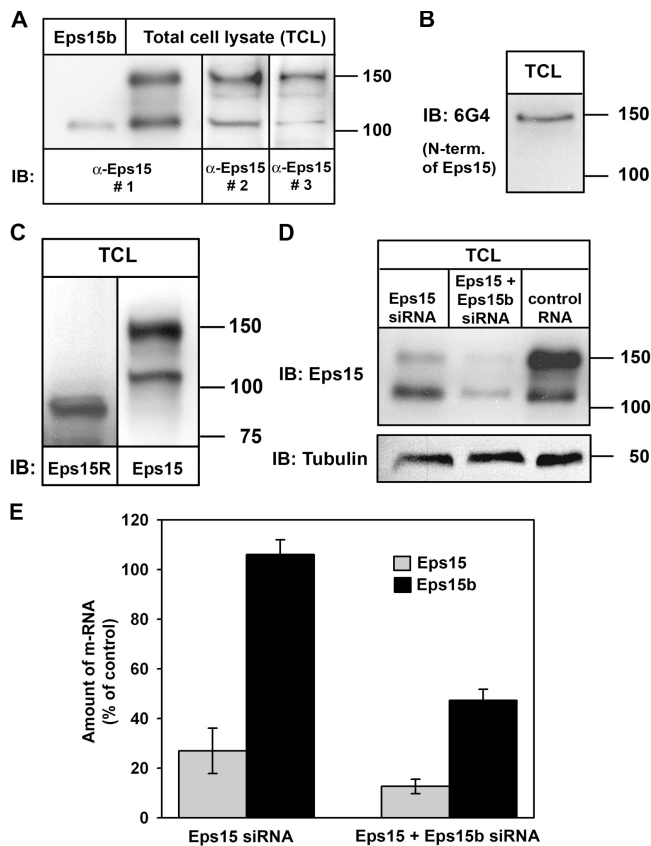 A
Eps15b
Total cell lysate (TCL)
150
100
IB:
α-Eps15
# 1
α-Eps15
# 2
α-Eps15
# 3
B
TCL
IB: 6G4
(N-term.
of Eps15)
150
100
C
TCL
150
100
75
IB:
Eps15R
Eps15
D
TCL
Eps15
siRNA
Eps15 +
Eps15b
siRNA
control
RNA
IB: Eps15
150
100
IB: Tubulin
50
E
Amount of m-RNA
(% of control)
120
100
80
60
40
20
0
Eps15
Eps15b
Eps15 siRNA
Eps15 + Eps15b siRNA